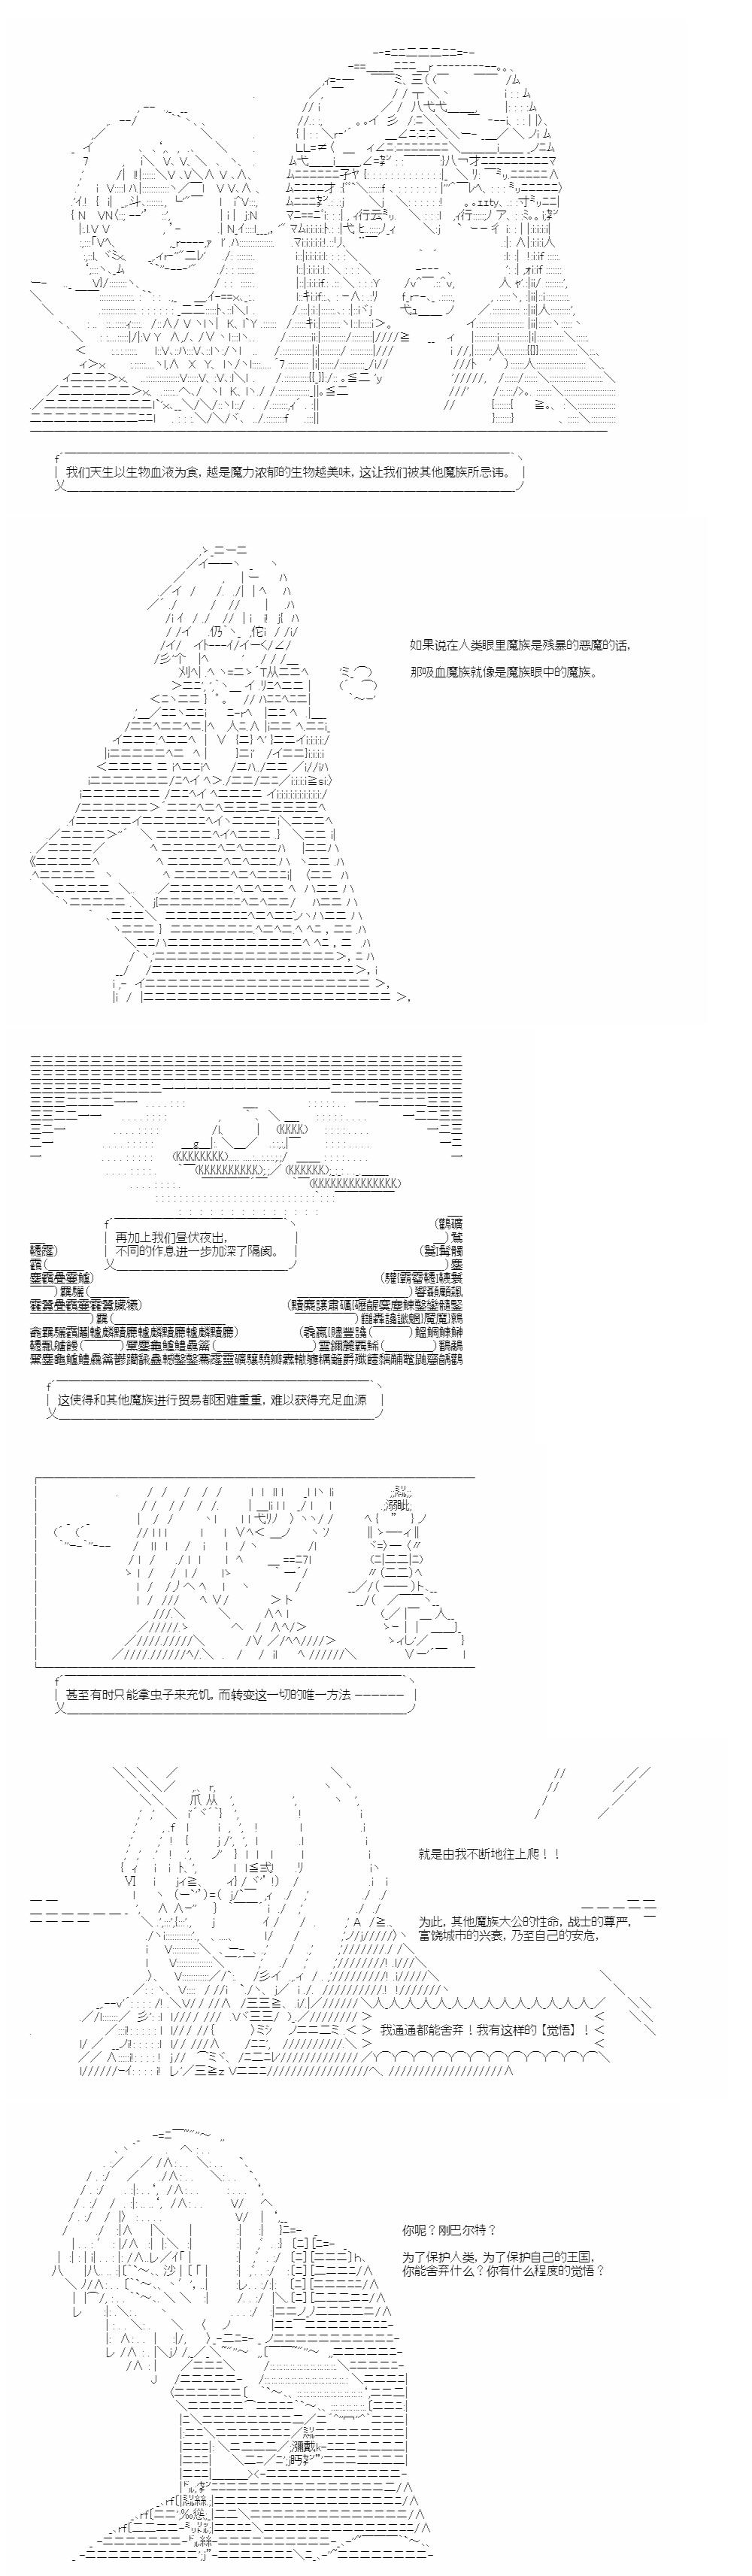 我们天生以生物血液为食，越是魔力浓郁的生物越美味，这让我们被其他魔族所忌讳。
如果说在人类眼里魔族是残暴的恶魔的话，
那吸血魔族就像是魔族眼中的魔族。
再加上我们昼伏夜出，
不同的作息进一步加深了隔阂。
这使得和其他魔族进行贸易都困难重重，难以获得充足血源
甚至有时只能拿虫子来充饥，而转变这一切的唯一方法 ──────
就是由我不断地往上爬！！
为此，其他魔族大公的性命，战士的尊严，
富饶城市的兴衰，乃至自己的安危，
我通通都能舍弃！我有这样的【觉悟】！
你呢？刚巴尔特？
为了保护人类，为了保护自己的王国，
你能舍弃什么？你有什么程度的觉悟？